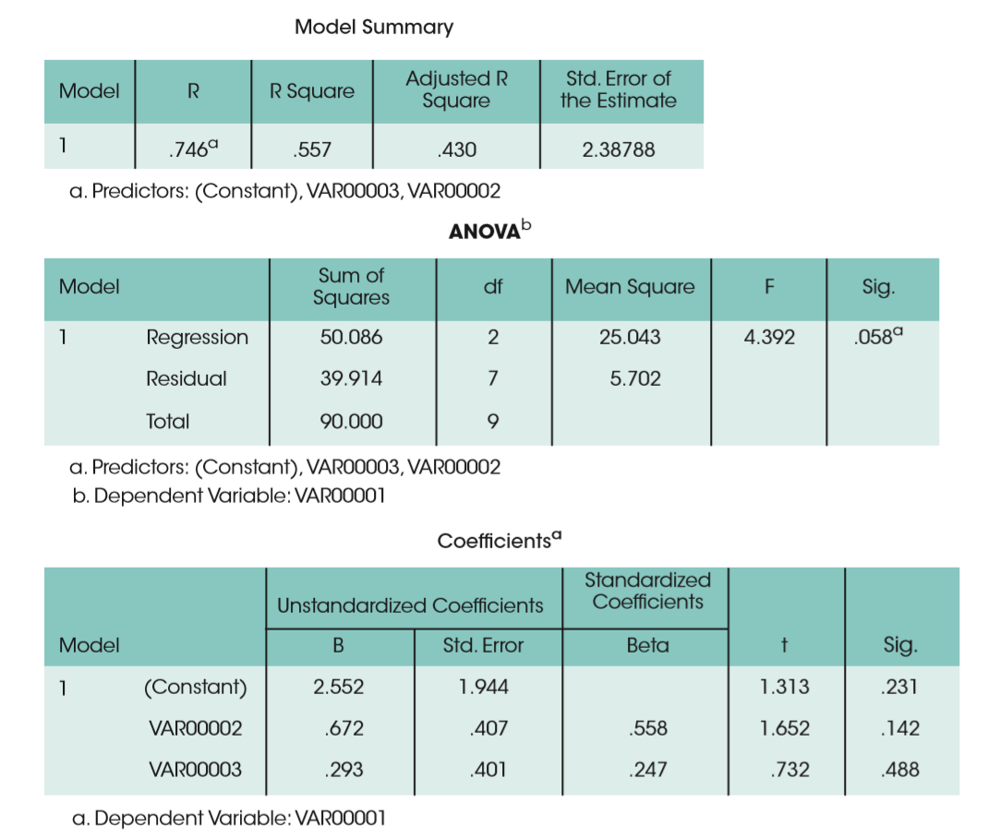 Model Summary
Model R R Square Adjusted R Square Std. Error of the Estimate
1 .746a .557 .430 2.38788
a. Predictors: (Constant), VAR00003, VAR00002
ANOVAb
Model Sum of Squares df Mean Square F Sig.
1 Regression 50.086 2 25.043 4.392 .058a
Residual 39.914 7 5.702
Total 90.000 9
a. Predictors: (Constant), VAR00003, VAR00002
b. Dependent Variable: VAR00001
Coefficientsa
Unstandardized Coefficients Standardized Coefficients
Model B Std. Error Beta t Sig.
1 (Constant) 2.552 1.944 1.313 .231
VAR00002 .672 .407 .558 1.652 .142
VAR00003 .293 .401 .247 .732 .488
a. Dependent Variable: VAR00001